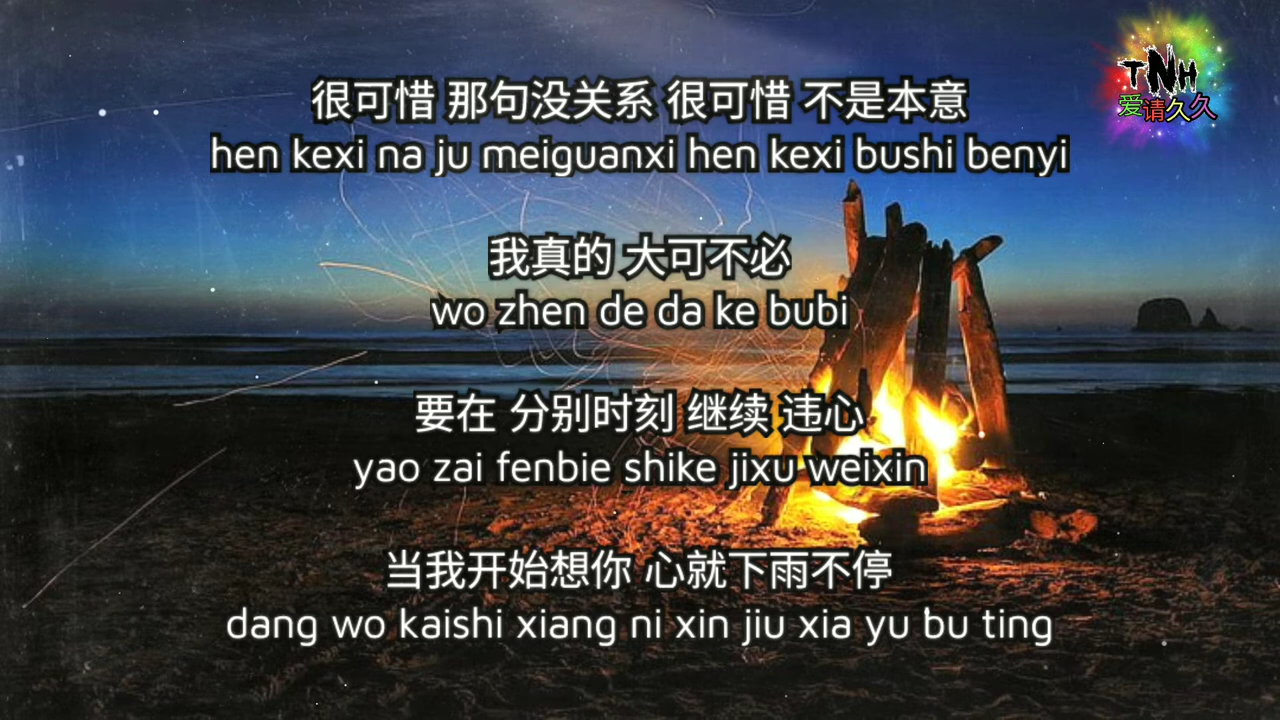 TNH
爱请久久
很可惜 那句没关系 很可惜 不是本意
hen kexi na ju meiguanxi hen kexi bushi benyi
我真的 大可不必
wo zhen de da ke bubi
要在 分别时刻 继续 违心
yao zai fenbie shike jixu weixin
当我开始想你 心就下雨不停
dang wo kaishi xiang ni xin jiu xia yu bu ting